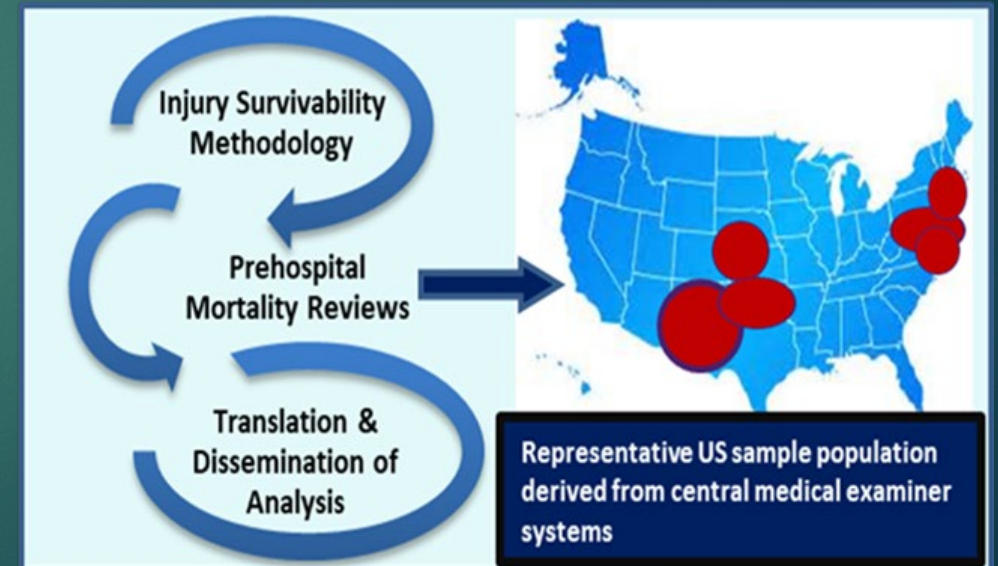 Injury Survivability
Methodology
Prehospital
Mortality Reviews
Translation &
Dissemination of
Analysis
Representative US sample population
derived from central medical examiner
systems